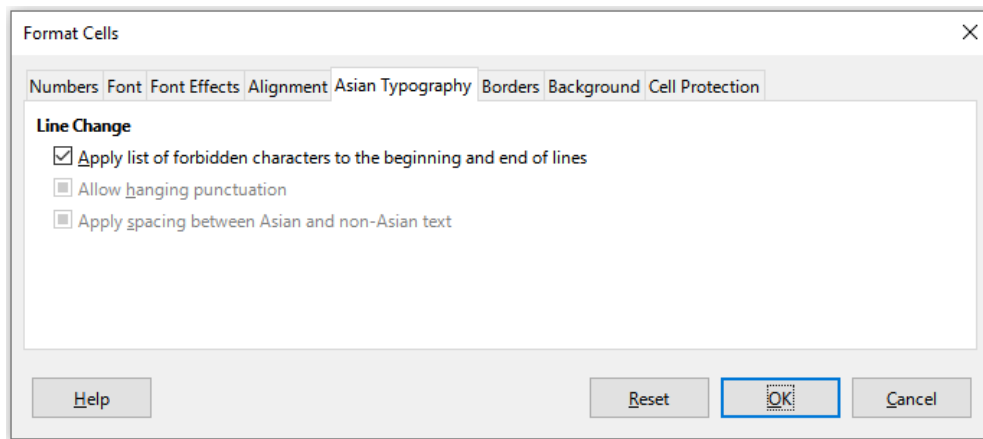 Format Cells
Numbers Font Font Effects Alignment Asian Typography Borders Background Cell Protection
Line Change
Apply list of forbidden characters to the beginning and end of lines
Allow hanging punctuation
Apply spacing between Asian and non-Asian text
Help Reset OK Cancel